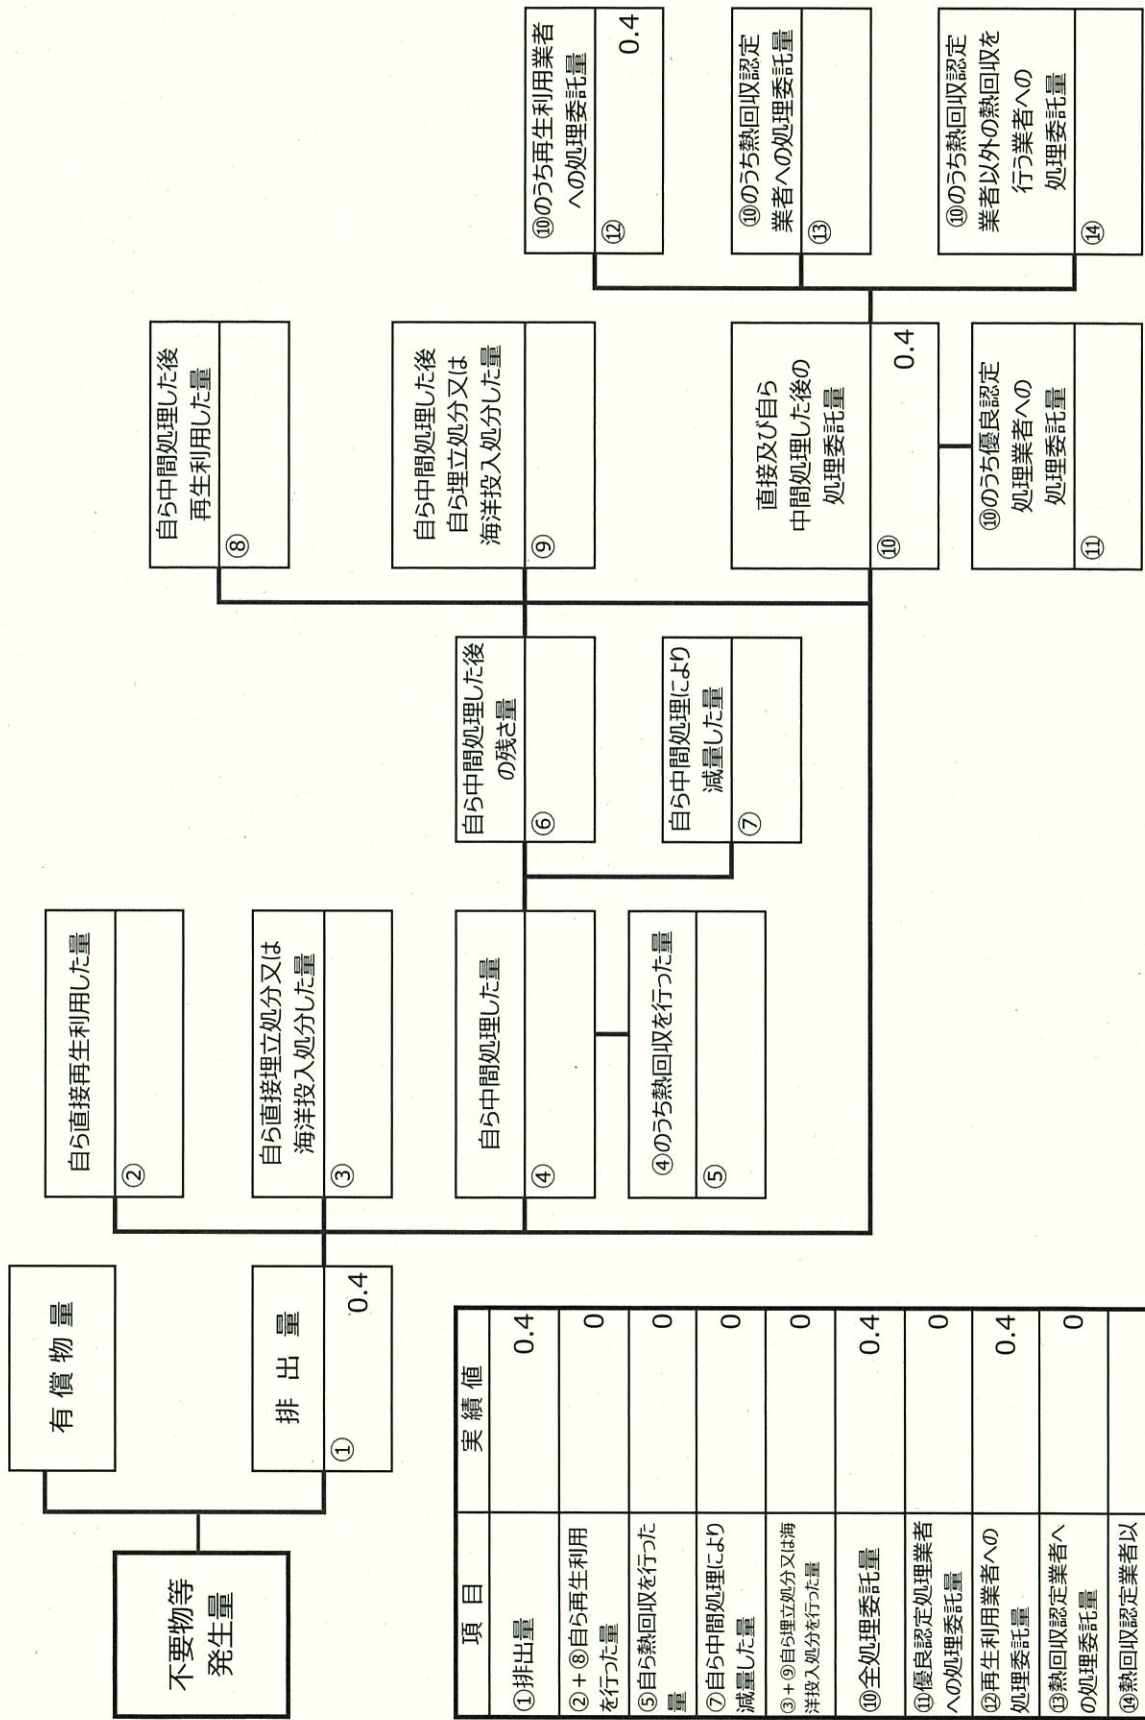 不要物等
発生量
有 償 物 量
排 出 量
①
0.4
自ら直接再生利用した量
②
自ら直接埋立処分又は
海洋投入処分した量
③
自ら中間処理した量
④
④のうち熱回収を行った量
⑤
自ら中間処理した後
の残さ量
⑥
自ら中間処理により
減量した量
⑦
自ら中間処理した後
再生利用した量
⑧
自ら中間処理した後
自ら埋立処分又は
海洋投入処分した量
⑨
直接及び自ら
中間処理した後の
処理委託量
⑩
0.4
⑩のうち優良認定
処理業者への
処理委託量
⑪
⑩のうち再生利用業者
への処理委託量
⑫
0.4
⑩のうち熱回収認定
業者への処理委託量
⑬
⑩のうち熱回収認定
業者以外の熱回収を
行う業者への
処理委託量
⑭
項 目 実 績 値
①排出量 0.4
②+⑧自ら再生利用
を行った量 0
⑤自ら熱回収を行った
量 0
⑦自ら中間処理により
減量した量 0
③+⑨自ら埋立処分又は海
洋投入処分を行った量 0
⑩全処理委託量 0.4
⑪優良認定処理業者
への処理委託量 0
⑫再生利用業者への
処理委託量 0.4
⑬熱回収認定業者へ
の処理委託量 0
⑭熱回収認定業者以